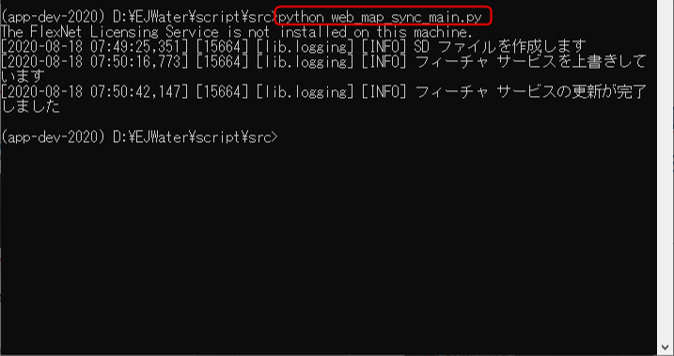 (app-dev-2020) D:¥EJWater¥script¥src>python web_map_sync_main.py
The FlexNet Licensing Service is not installed on this machine.
[2020-08-18 07:49:25,351] [15664] [lib.logging] [INFO] SD ファイルを作成します
[2020-08-18 07:50:16,773] [15664] [lib.logging] [INFO] フィーチャ サービスを上書きして
います
[2020-08-18 07:50:42,147] [15664] [lib.logging] [INFO] フィーチャ サービスの更新が完了
しました
(app-dev-2020) D:¥EJWater¥script¥src>